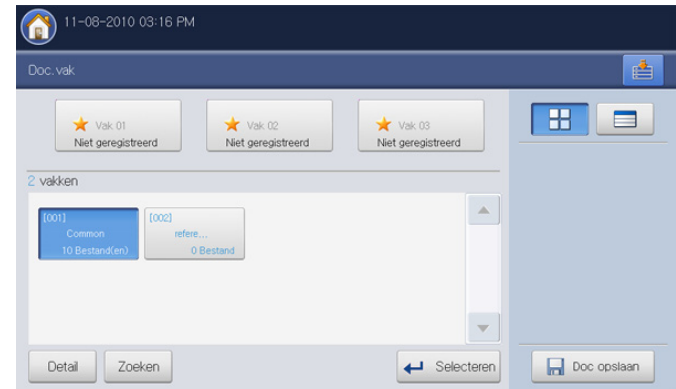 11-08-2010 03:16 PM
Doc. vak
Vak 01
Niet geregistreerd
Vak 02
Niet geregistreerd
Vak 03
Niet geregistreerd
2 vakken
[001]
Common
10 Bestand(en)
[002]
refere...
0 Bestand
Detail
Zoeken
Selecteren
Doc opslaan